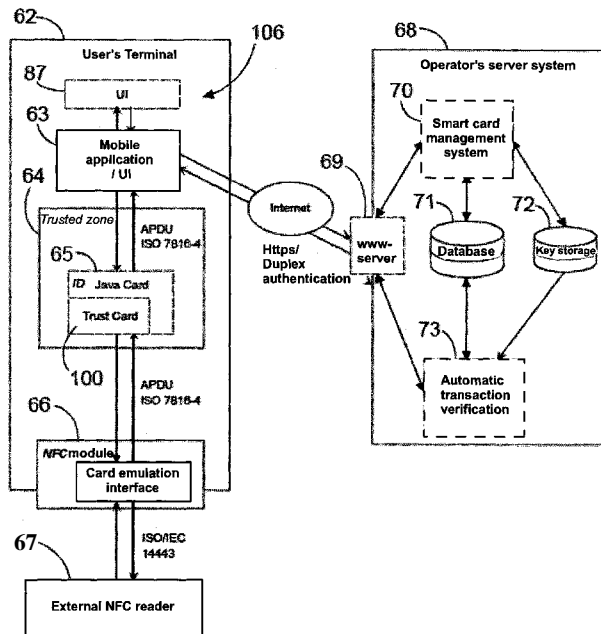 62
User's Terminal
106
87
UI
63
Mobile
application
/ UI
64
Trusted zone
APDU
ISO 7816-4
65
ID Java Card
Trust Card
100
APDU
ISO 7816-4
66
NFC module
Card emulation
interface
ISO/IEC
14443
67
External NFC reader
Internet
Https/
Duplex
authentication
68
Operator's server system
70
Smart card
management
system
69
www-
server
71
Database
72
Key storage
73
Automatic
transaction
verification